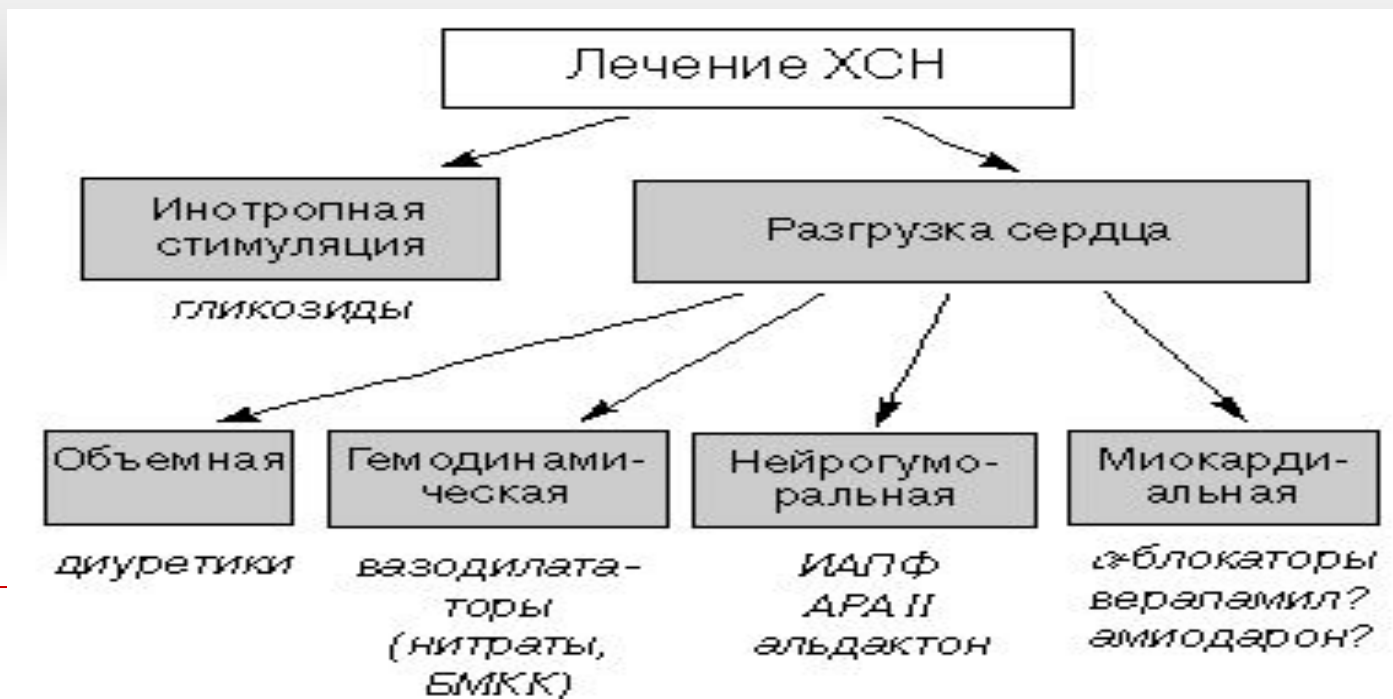 Лечение ХСН
Инотропная
стимуляция
Разгрузка сердца
гликозиды
Объемная
Гемодинами-
ческая
Нейрогумо-
ральная
Миокарди-
альная
диуретики
вазодилата-
торы
(нитраты,
БМКК)
ИАПФ
АРА II
альдактон
α-блокаторы
верапамил?
амиодарон?